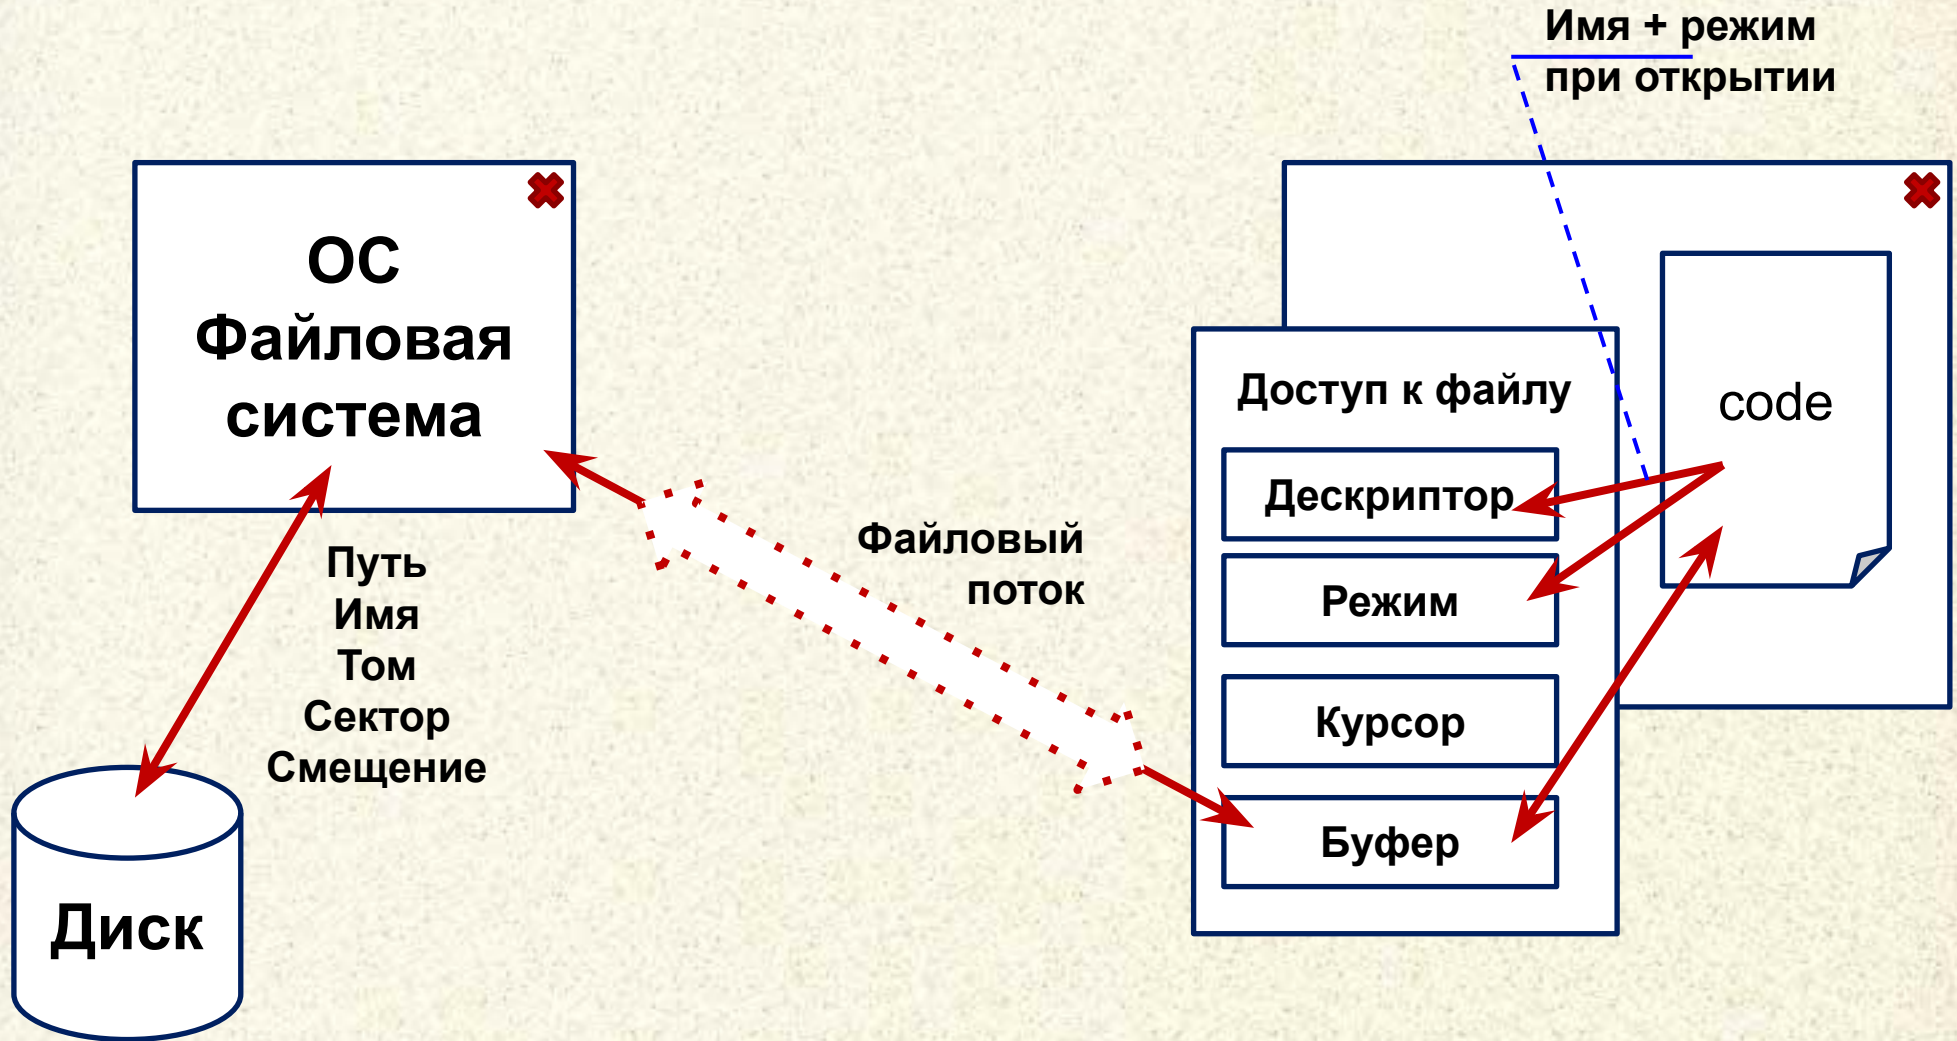 Имя + режим
при открытии
ОС
Файловая
система
Путь
Имя
Том
Сектор
Смещение
Диск
Файловый
поток
Доступ к файлу
Дескриптор
Режим
Курсор
Буфер
code